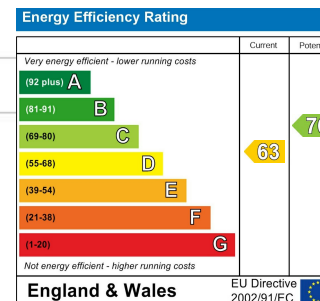 Energy Efficiency Rating
Current
Very energy efficient - lower running costs
(92 plus) A
(81-91) B
(69-80) C
(55-68) D
63
(39-54) E
(21-38) F
(1-20) G
Not energy efficient - higher running costs
England & Wales
EU Directive
2002/91/EC